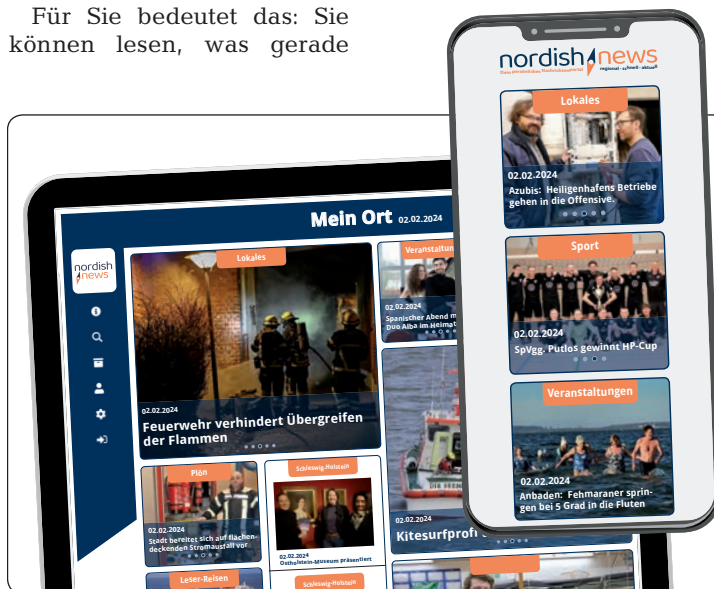 Für Sie bedeutet das: Sie
können lesen, was gerade
nordish news
regional - schnell - aktuell
Lokales
02.02.2024
Azubis: Heiligenhafens Betriebe
gehen in die Offensive.
Sport
02.02.2024
SpVgg. Putlos gewinnt HP-Cup
Veranstaltungen
02.02.2024
Anbaden: Fehmaraner sprin-
gen bei 5 Grad in die Fluten
Mein Ort 02.02.2024
nordish
news
Lokales
02.02.2024
Feuerwehr verhindert Übergreifen
der Flammen
02.02.2024
Spanischer Abend
Duo Alba im
Plön
02.02.2024
Stadt bereitet sich auf flächen-
deckenden Stromausfall vor
Schleswig-Holstein
02.02.2024
Ostholstein-Museum präsentiert
02.02.2024
Kitesurfprofi
Leser-Reisen
Schleswig-Holstein